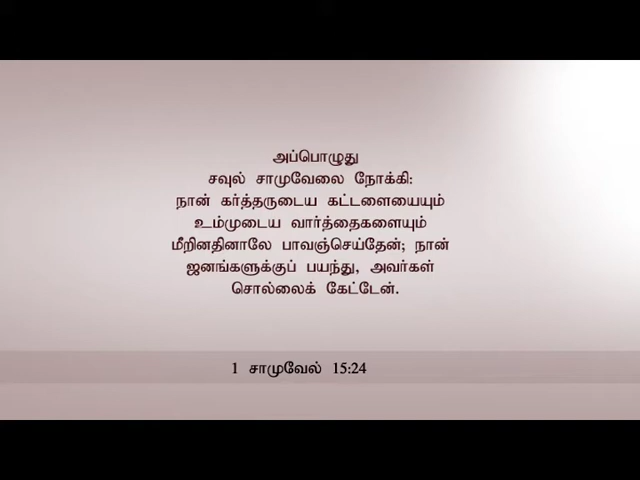 அப்பொழுது
சவுல் சாமுவேலை நோக்கி:
நான் கர்த்தருடைய கட்டளையையும்
உம்முடைய வார்த்தைகளையும்
மீறினதினாலே பாவஞ்செய்தேன்; நான்
ஜனங்களுக்குப் பயந்து, அவர்கள்
சொல்லைக் கேட்டேன்.
1 சாமுவேல் 15:24